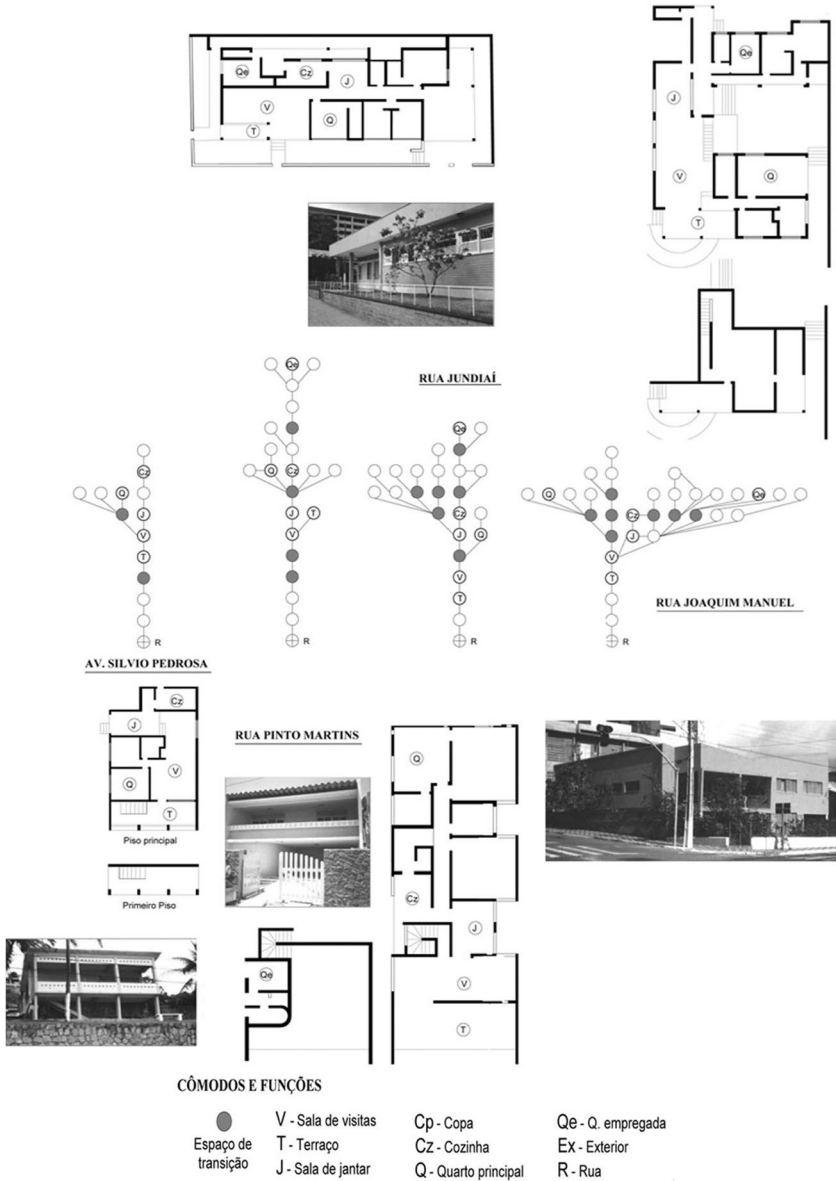 Qe
Cz
J
V
Q
T
Qe
J
V
Q
T
RUA JUNDIAÍ
Qe
Qe
Cz
Q
Cz
Q
Cz
Q
Qe
J
J
T
J
Q
Cz
V
V
J
T
V
V
T
T
R
R
R
R
RUA JOAQUIM MANUEL
AV. SILVIO PEDROSA
Cz
J
V
Q
T
Piso principal
Primeiro Piso
RUA PINTO MARTINS
Q
Cz
J
V
T
Qe
CÔMODOS E FUNÇÕES
Espaço de
transição
V - Sala de visitas
T - Terraço
J - Sala de jantar
Cp - Copa
Cz - Cozinha
Q - Quarto principal
Qe - Q. empregada
Ex - Exterior
R - Rua